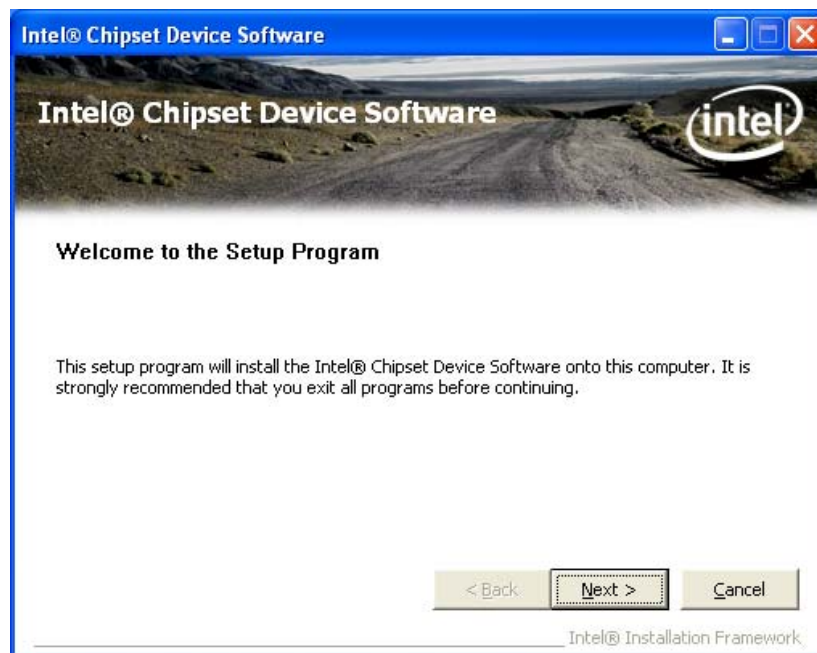 Intel® Chipset Device Software
Intel® Chipset Device Software
intel
Welcome to the Setup Program
This setup program will install the Intel® Chipset Device Software onto this computer. It is
strongly recommended that you exit all programs before continuing.
< Back
Next >
Cancel
Intel® Installation Framework